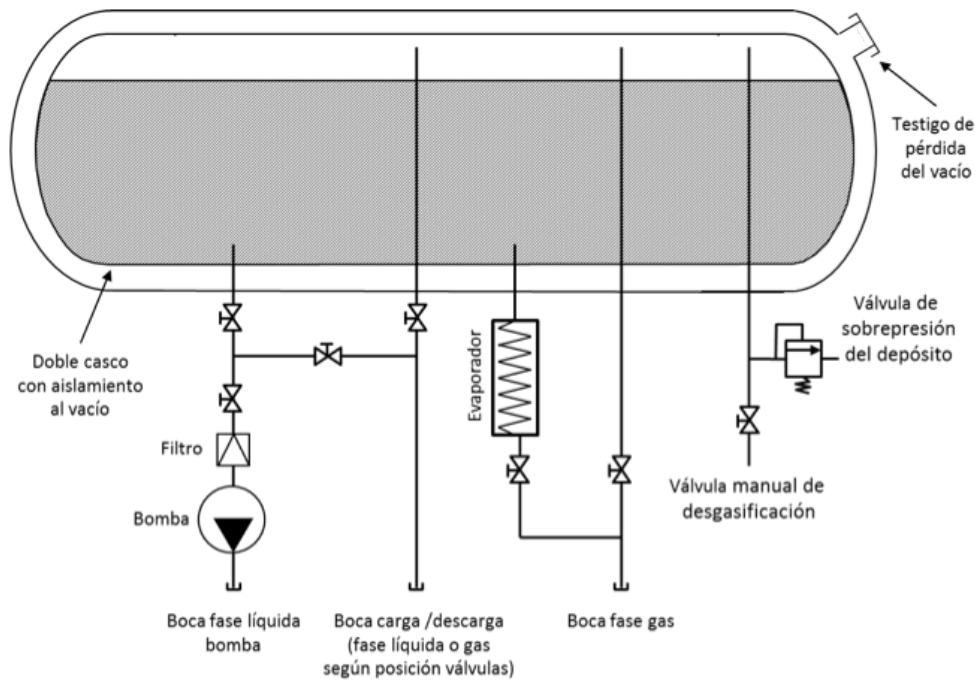 Testigo de
pérdida
del vacío
Válvula de
sobrepresión
del depósito
Doble casco
con aislamiento
al vacío
Evaporador
Filtro
Válvula manual de
desgasificación
Bomba
Boca fase líquida
bomba
Boca carga /descarga
(fase líquida o gas
según posición válvulas)
Boca fase gas